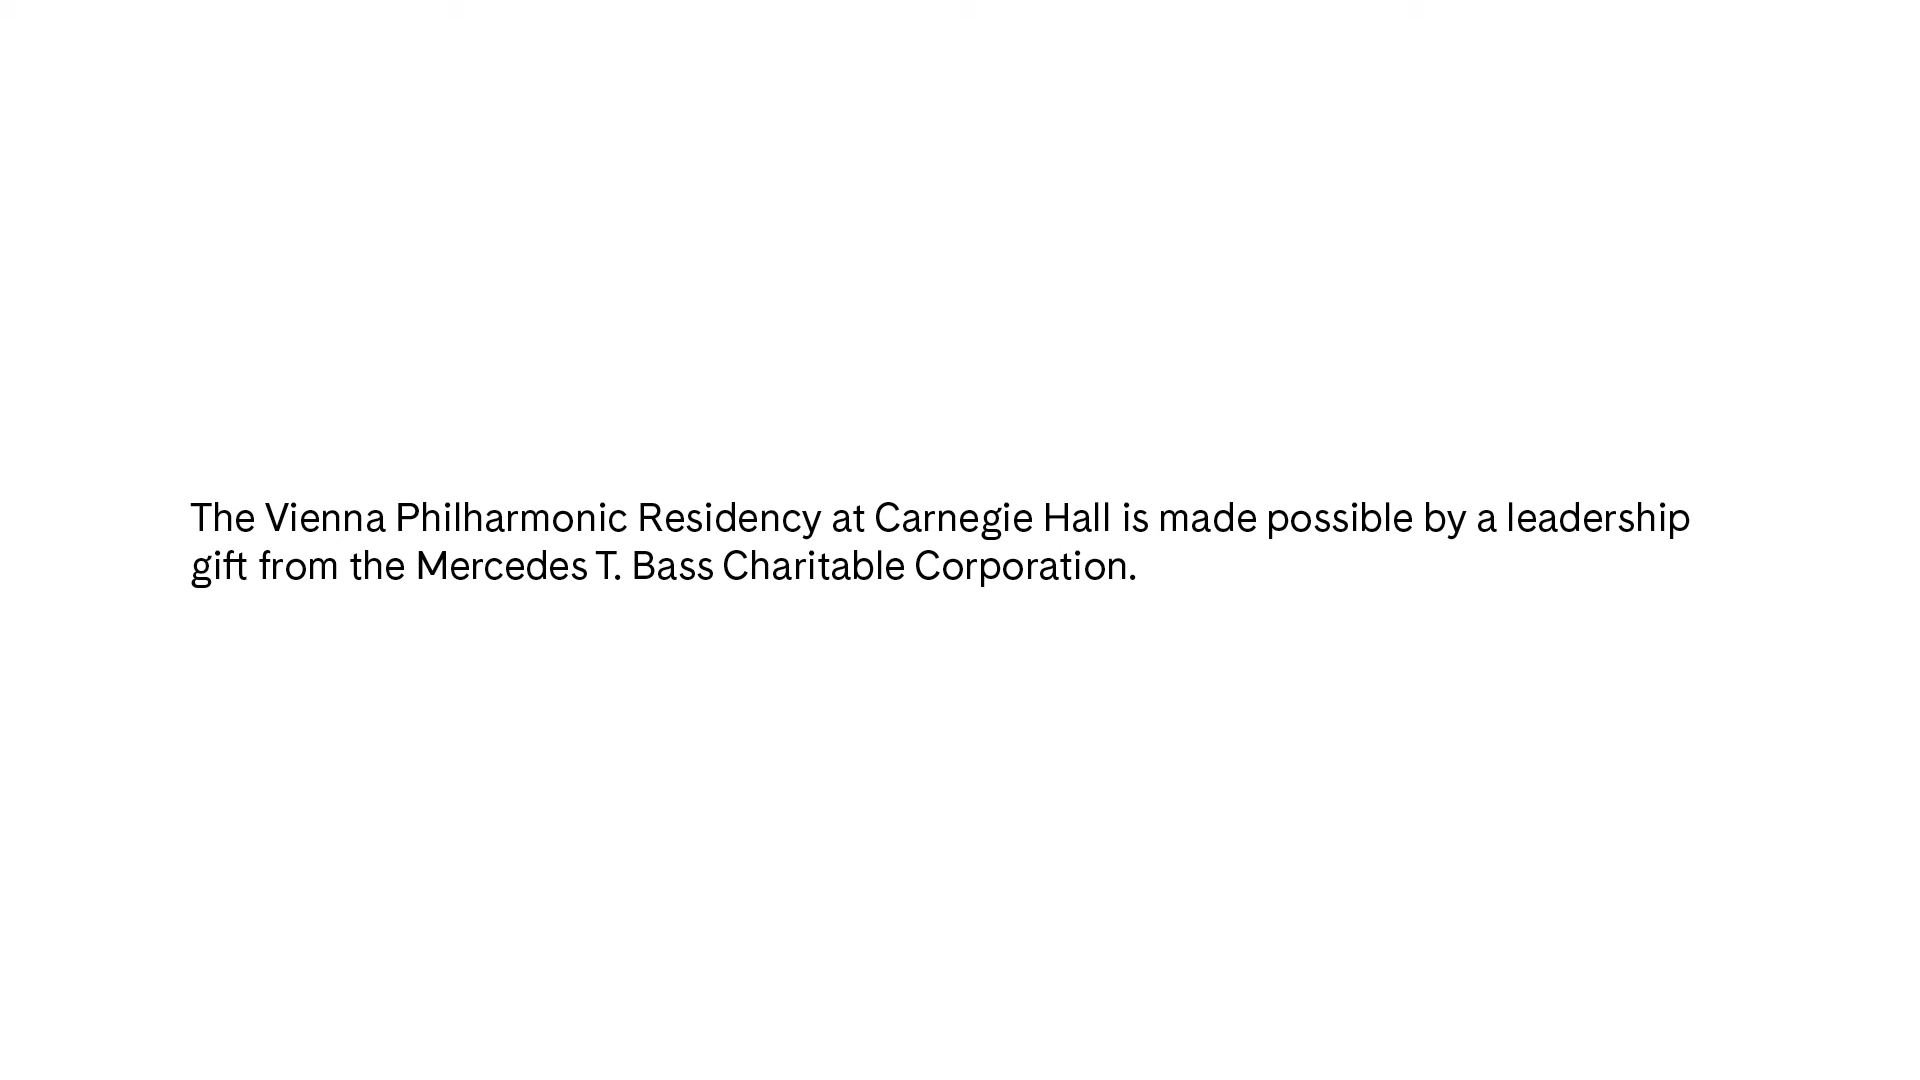 The Vienna Philharmonic Residency at Carnegie Hall is made possible by a leadership
gift from the Mercedes T. Bass Charitable Corporation.